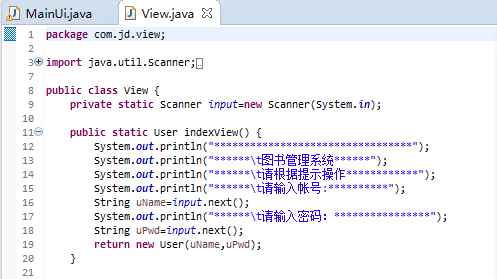 MainUi.java View.java
1 package com.jd.view;
2
3 import java.util.Scanner;
7
8 public class View {
9 private static Scanner input=new Scanner(System.in);
10
11 public static User indexView() {
12 System.out.println("*********************************");
13 System.out.println("******\t图书管理系统******");
14 System.out.println("******\t请根据提示操作************");
15 System.out.println("******\t请输入帐号:**********");
16 String uName=input.next();
17 System.out.println("******\t请输入密码: ****************");
18 String uPwd=input.next();
19 return new User(uName,uPwd);
20 }
21